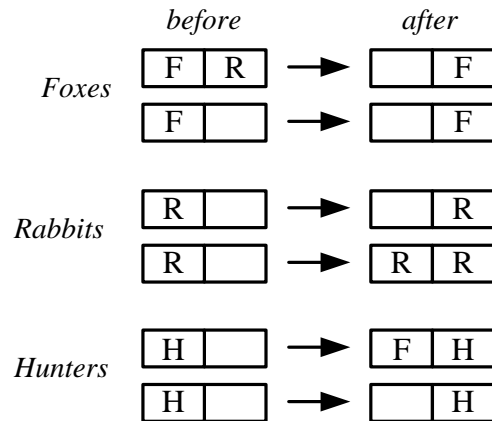 before after
Foxes
F R F
F F
Rabbits
R R
R R R
Hunters
H F H
H H